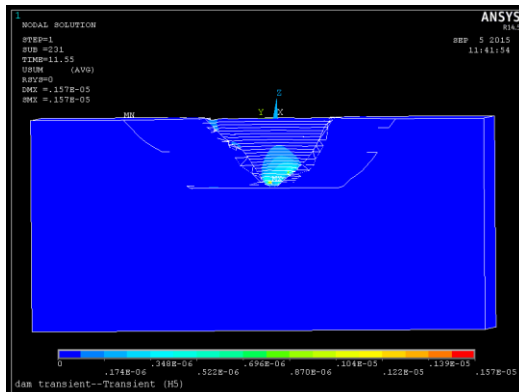 1
NODAL SOLUTION
STEP=1
SUB =231
TIME=11.55
USUM (AVG)
RSYS=0
DMX =.157E-05
SMX =.157E-05
ANSYS
R14.5
SEP 5 2015
11:41:54
Z
Y X
MN
0 .348E-06 .696E-06 .104E-05 .139E-05
.174E-06 .522E-06 .870E-06 .122E-05 .157E-05
dam transient--Transient (H5)